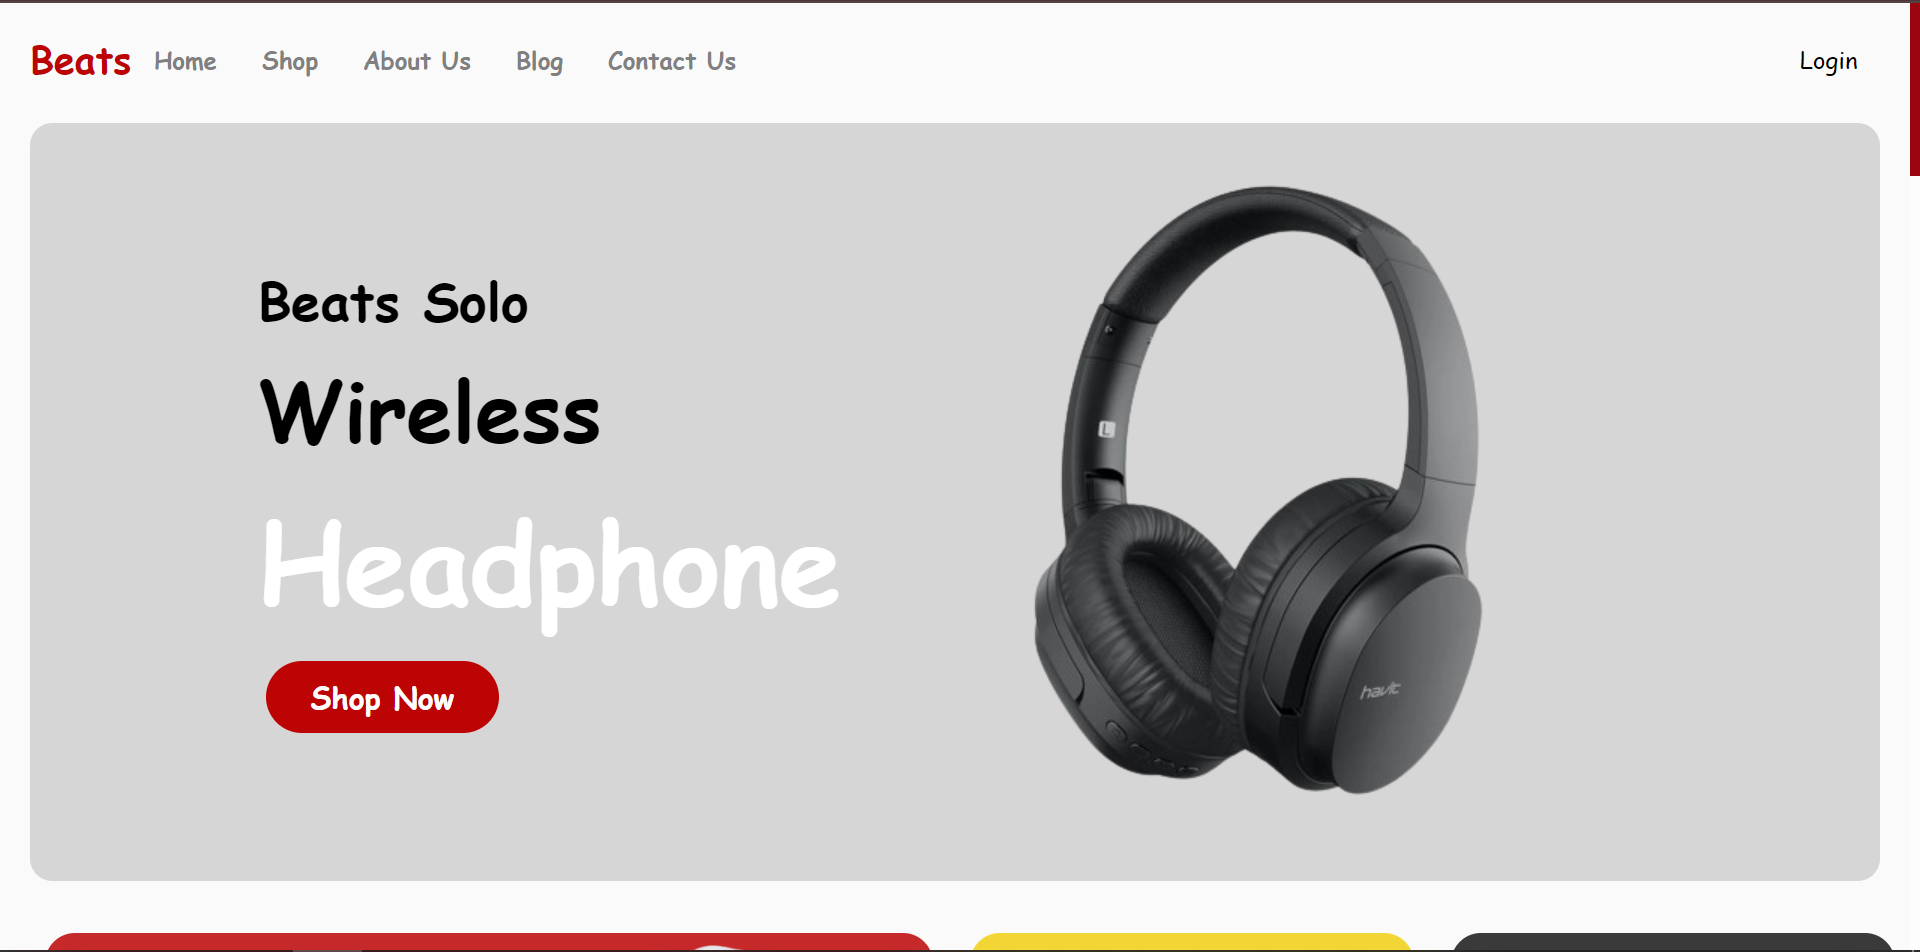 Beats Home Shop About Us Blog Contact Us Login
Beats Solo
Wireless
L
Headphone
havit
Shop Now